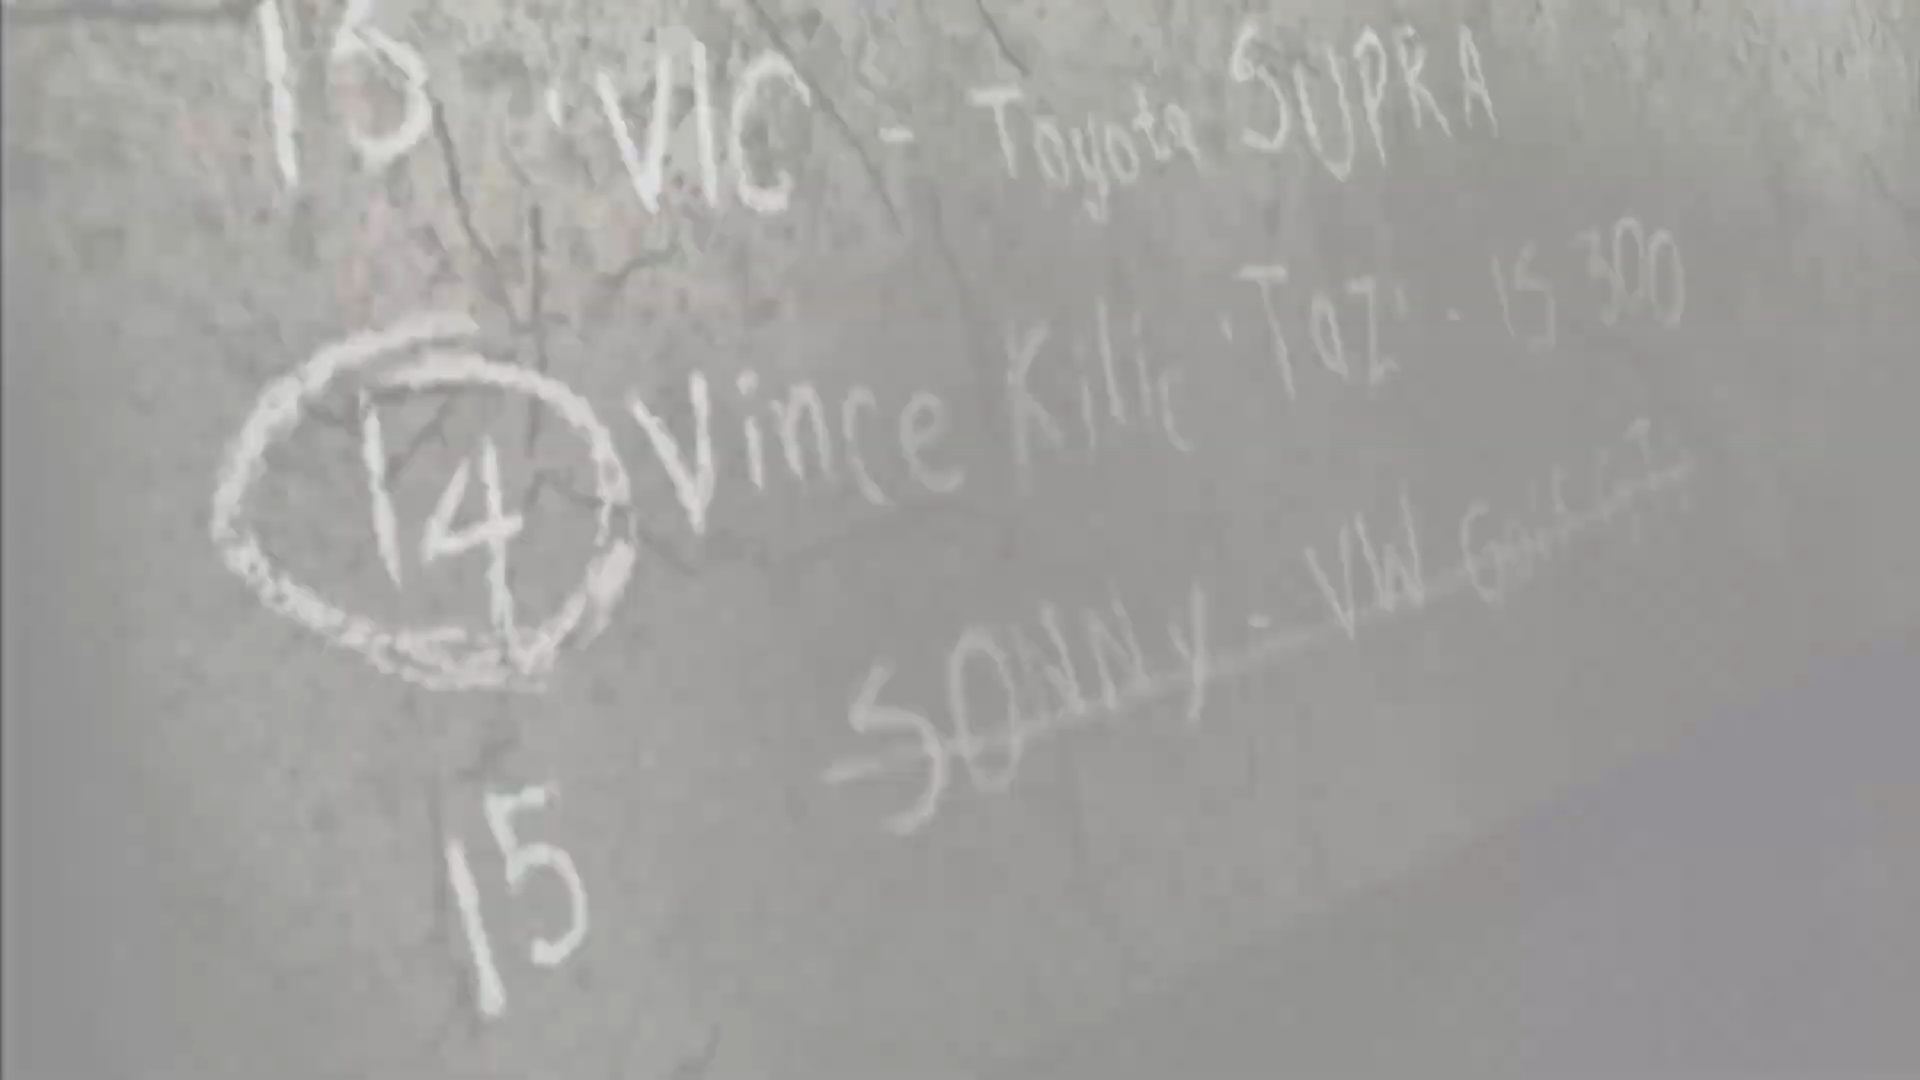 13 'VIC - Toyota SUPRA
14 Vince Kilic 'Taz' - IS 300
SONNY - VW
15